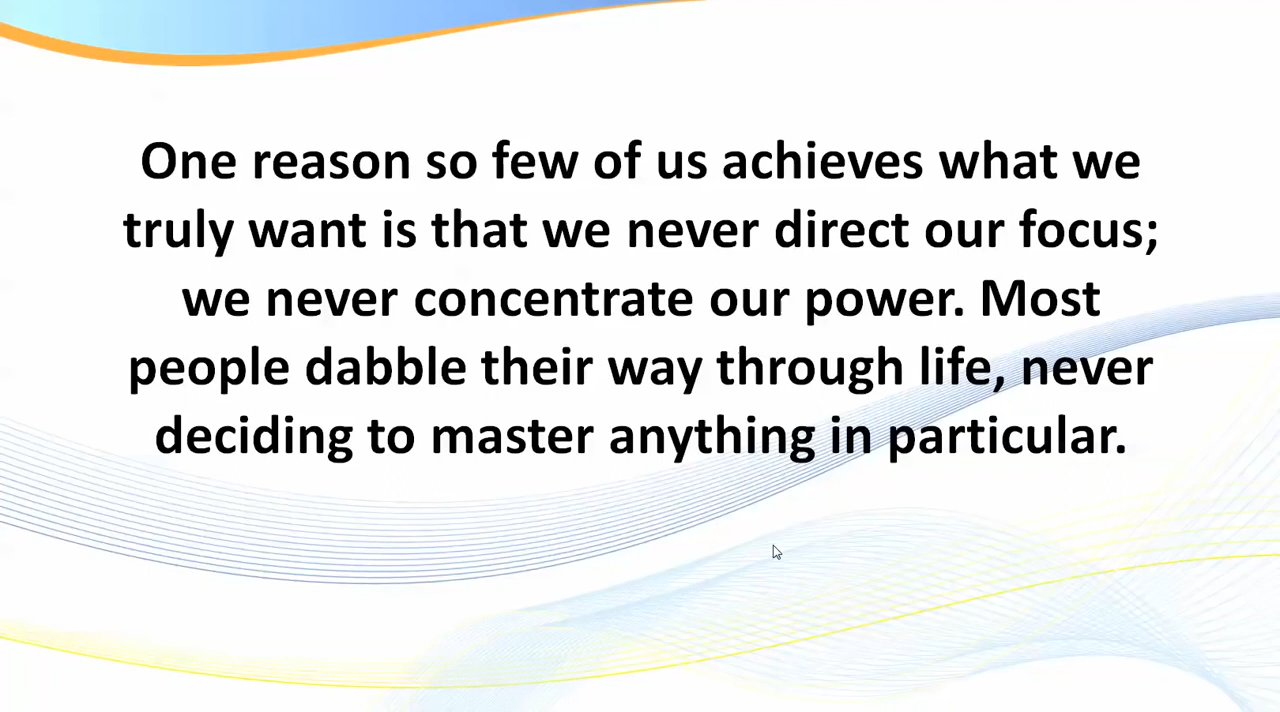 One reason so few of us achieves what we
truly want is that we never direct our focus;
we never concentrate our power. Most
people dabble their way through life, never
deciding to master anything in particular.